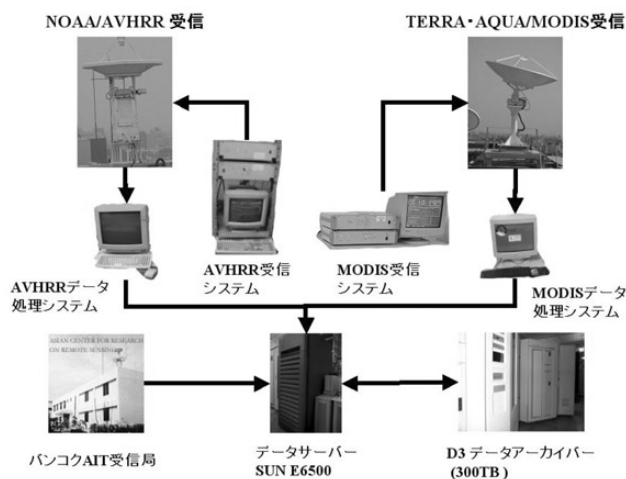 NOAA/AVHRR 受信
TERRA・AQUA/MODIS受信
AVHRR受信
システム
MODIS受信
システム
AVHRRデータ
処理システム
MODISデータ
処理システム
ASIAN CENTER FOR RESEARCH
ON REMOTE SENSING
バンコクAIT受信局
データサーバー
SUN E6500
D3 データアーカイバー
(300TB )